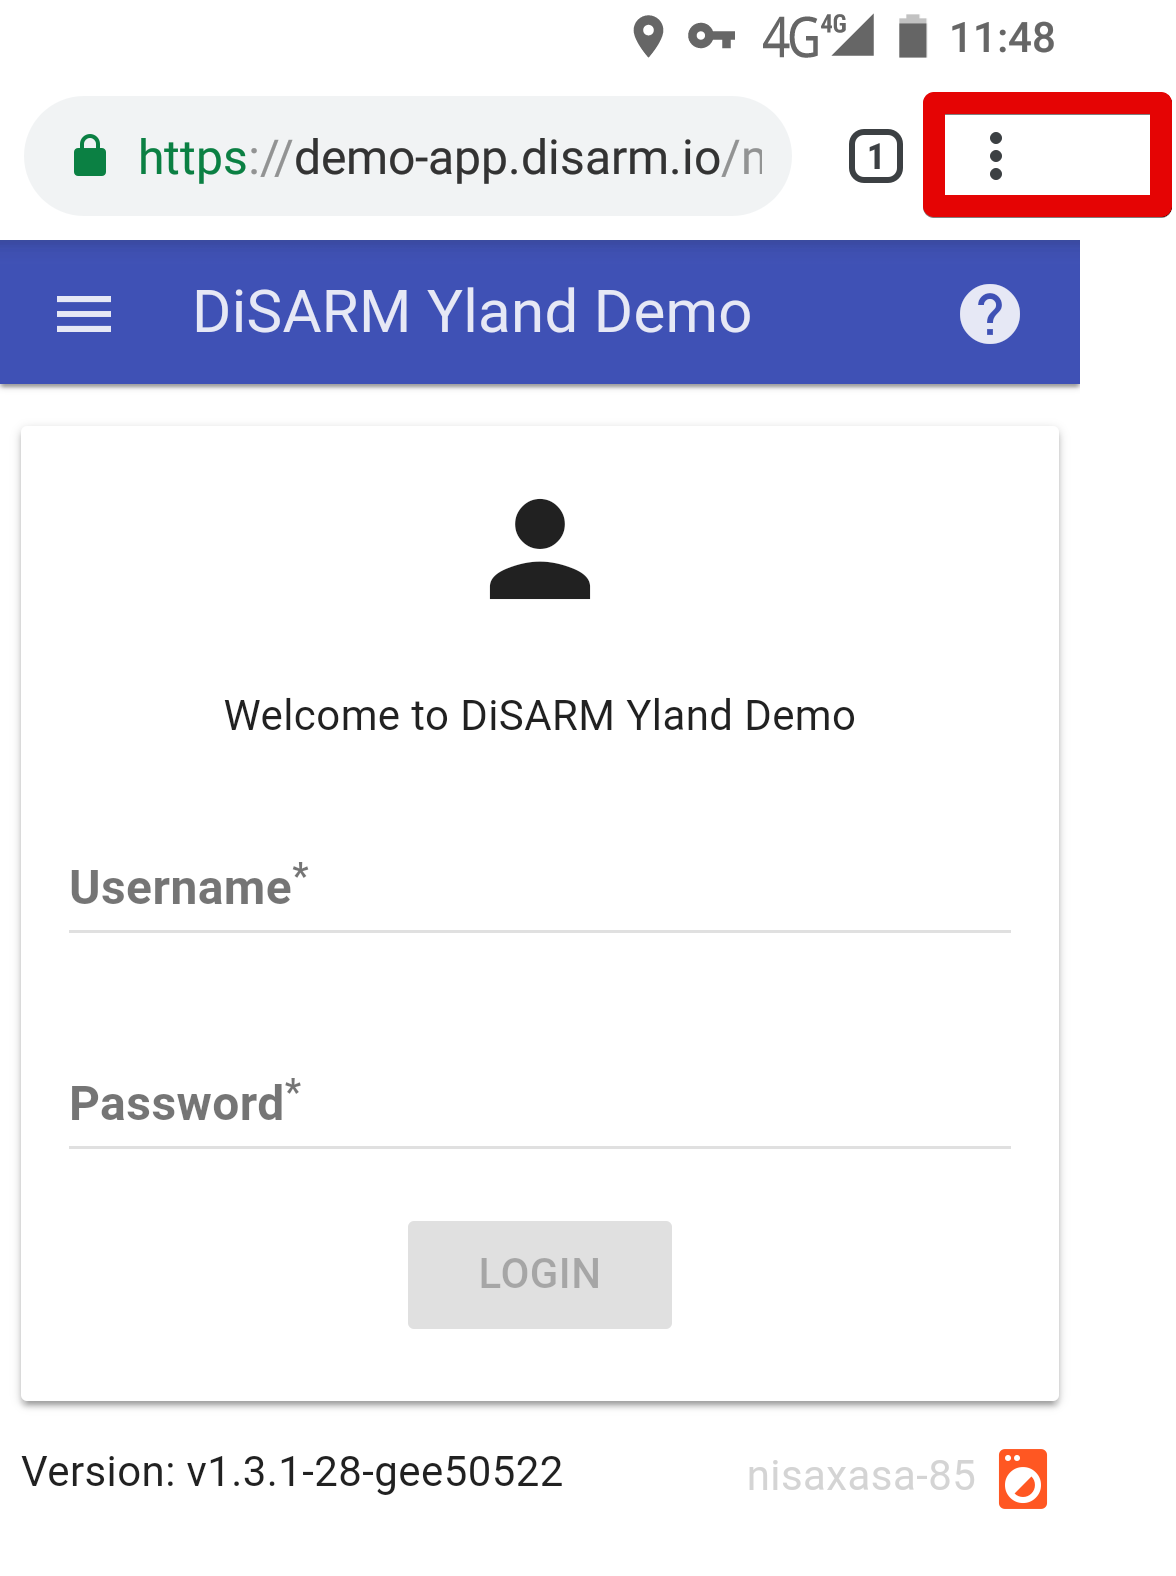 4G 4G 11:48
https://demo-app.disarm.io/n 1
DiSARM Yland Demo ?
Welcome to DiSARM Yland Demo
Username*
Password*
LOGIN
Version: v1.3.1-28-gee50522 nisaxasa-85